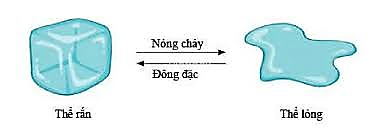 Nóng chảy
Đông đặc
Thể rắn
Thể lỏng